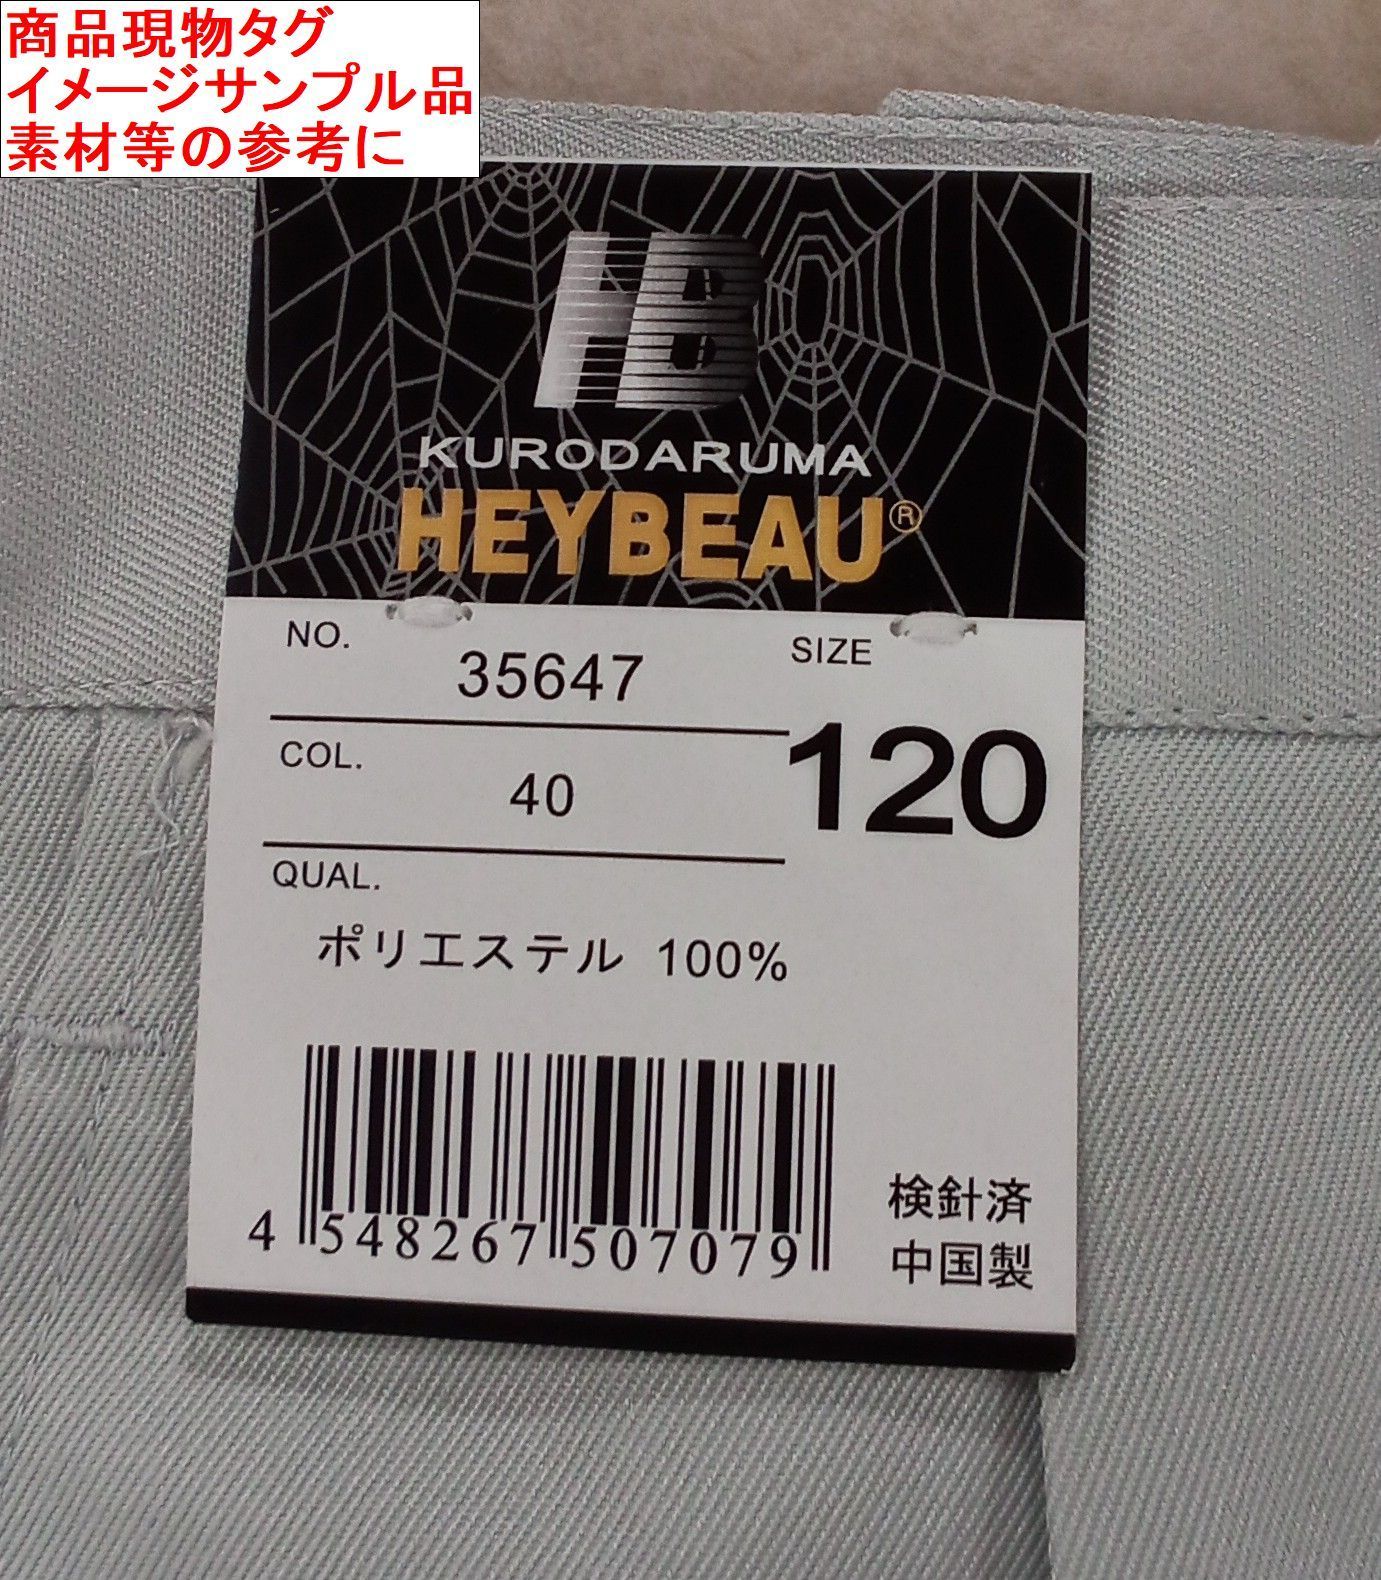 商品現物タグ
イメージサンプル品
素材等の参考に
HB
KURODARUMA
HEYBEAU®
NO. 35647
SIZE 120
COL. 40
QUAL.
ポリエステル 100%
4 548267 507079
検針済
中国製